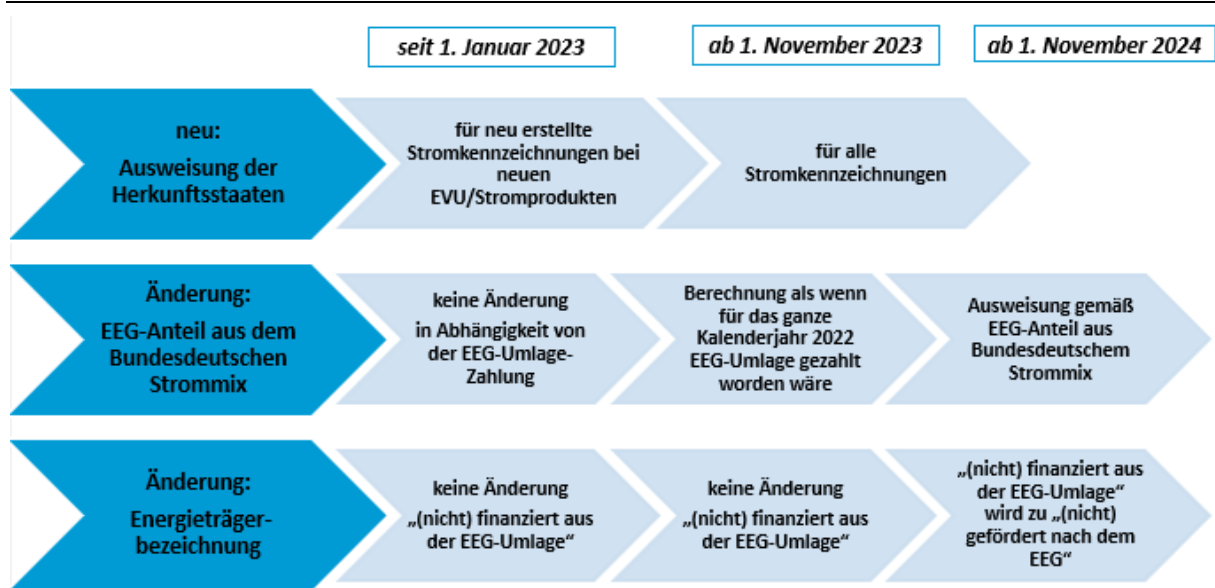 seit 1. Januar 2023
ab 1. November 2023
ab 1. November 2024
neu:
Ausweisung der
Herkunftsstaaten
für neu erstellte
Stromkennzeichnungen bei
neuen
EVU/Stromprodukten
für alle
Stromkennzeichnungen
Änderung:
EEG-Anteil aus dem
Bundesdeutschen
Strommix
keine Änderung
in Abhängigkeit von
der EEG-Umlage-
Zahlung
Berechnung als wenn
für das ganze
Kalenderjahr 2022
EEG-Umlage gezahlt
worden wäre
Ausweisung gemäß
EEG-Anteil aus
Bundesdeutschem
Strommix
Änderung:
Energieträger-
bezeichnung
keine Änderung
„(nicht) finanziert aus
der EEG-Umlage“
keine Änderung
„(nicht) finanziert aus
der EEG-Umlage“
„(nicht) finanziert aus
der EEG-Umlage“
wird zu „(nicht)
gefördert nach dem
EEG“